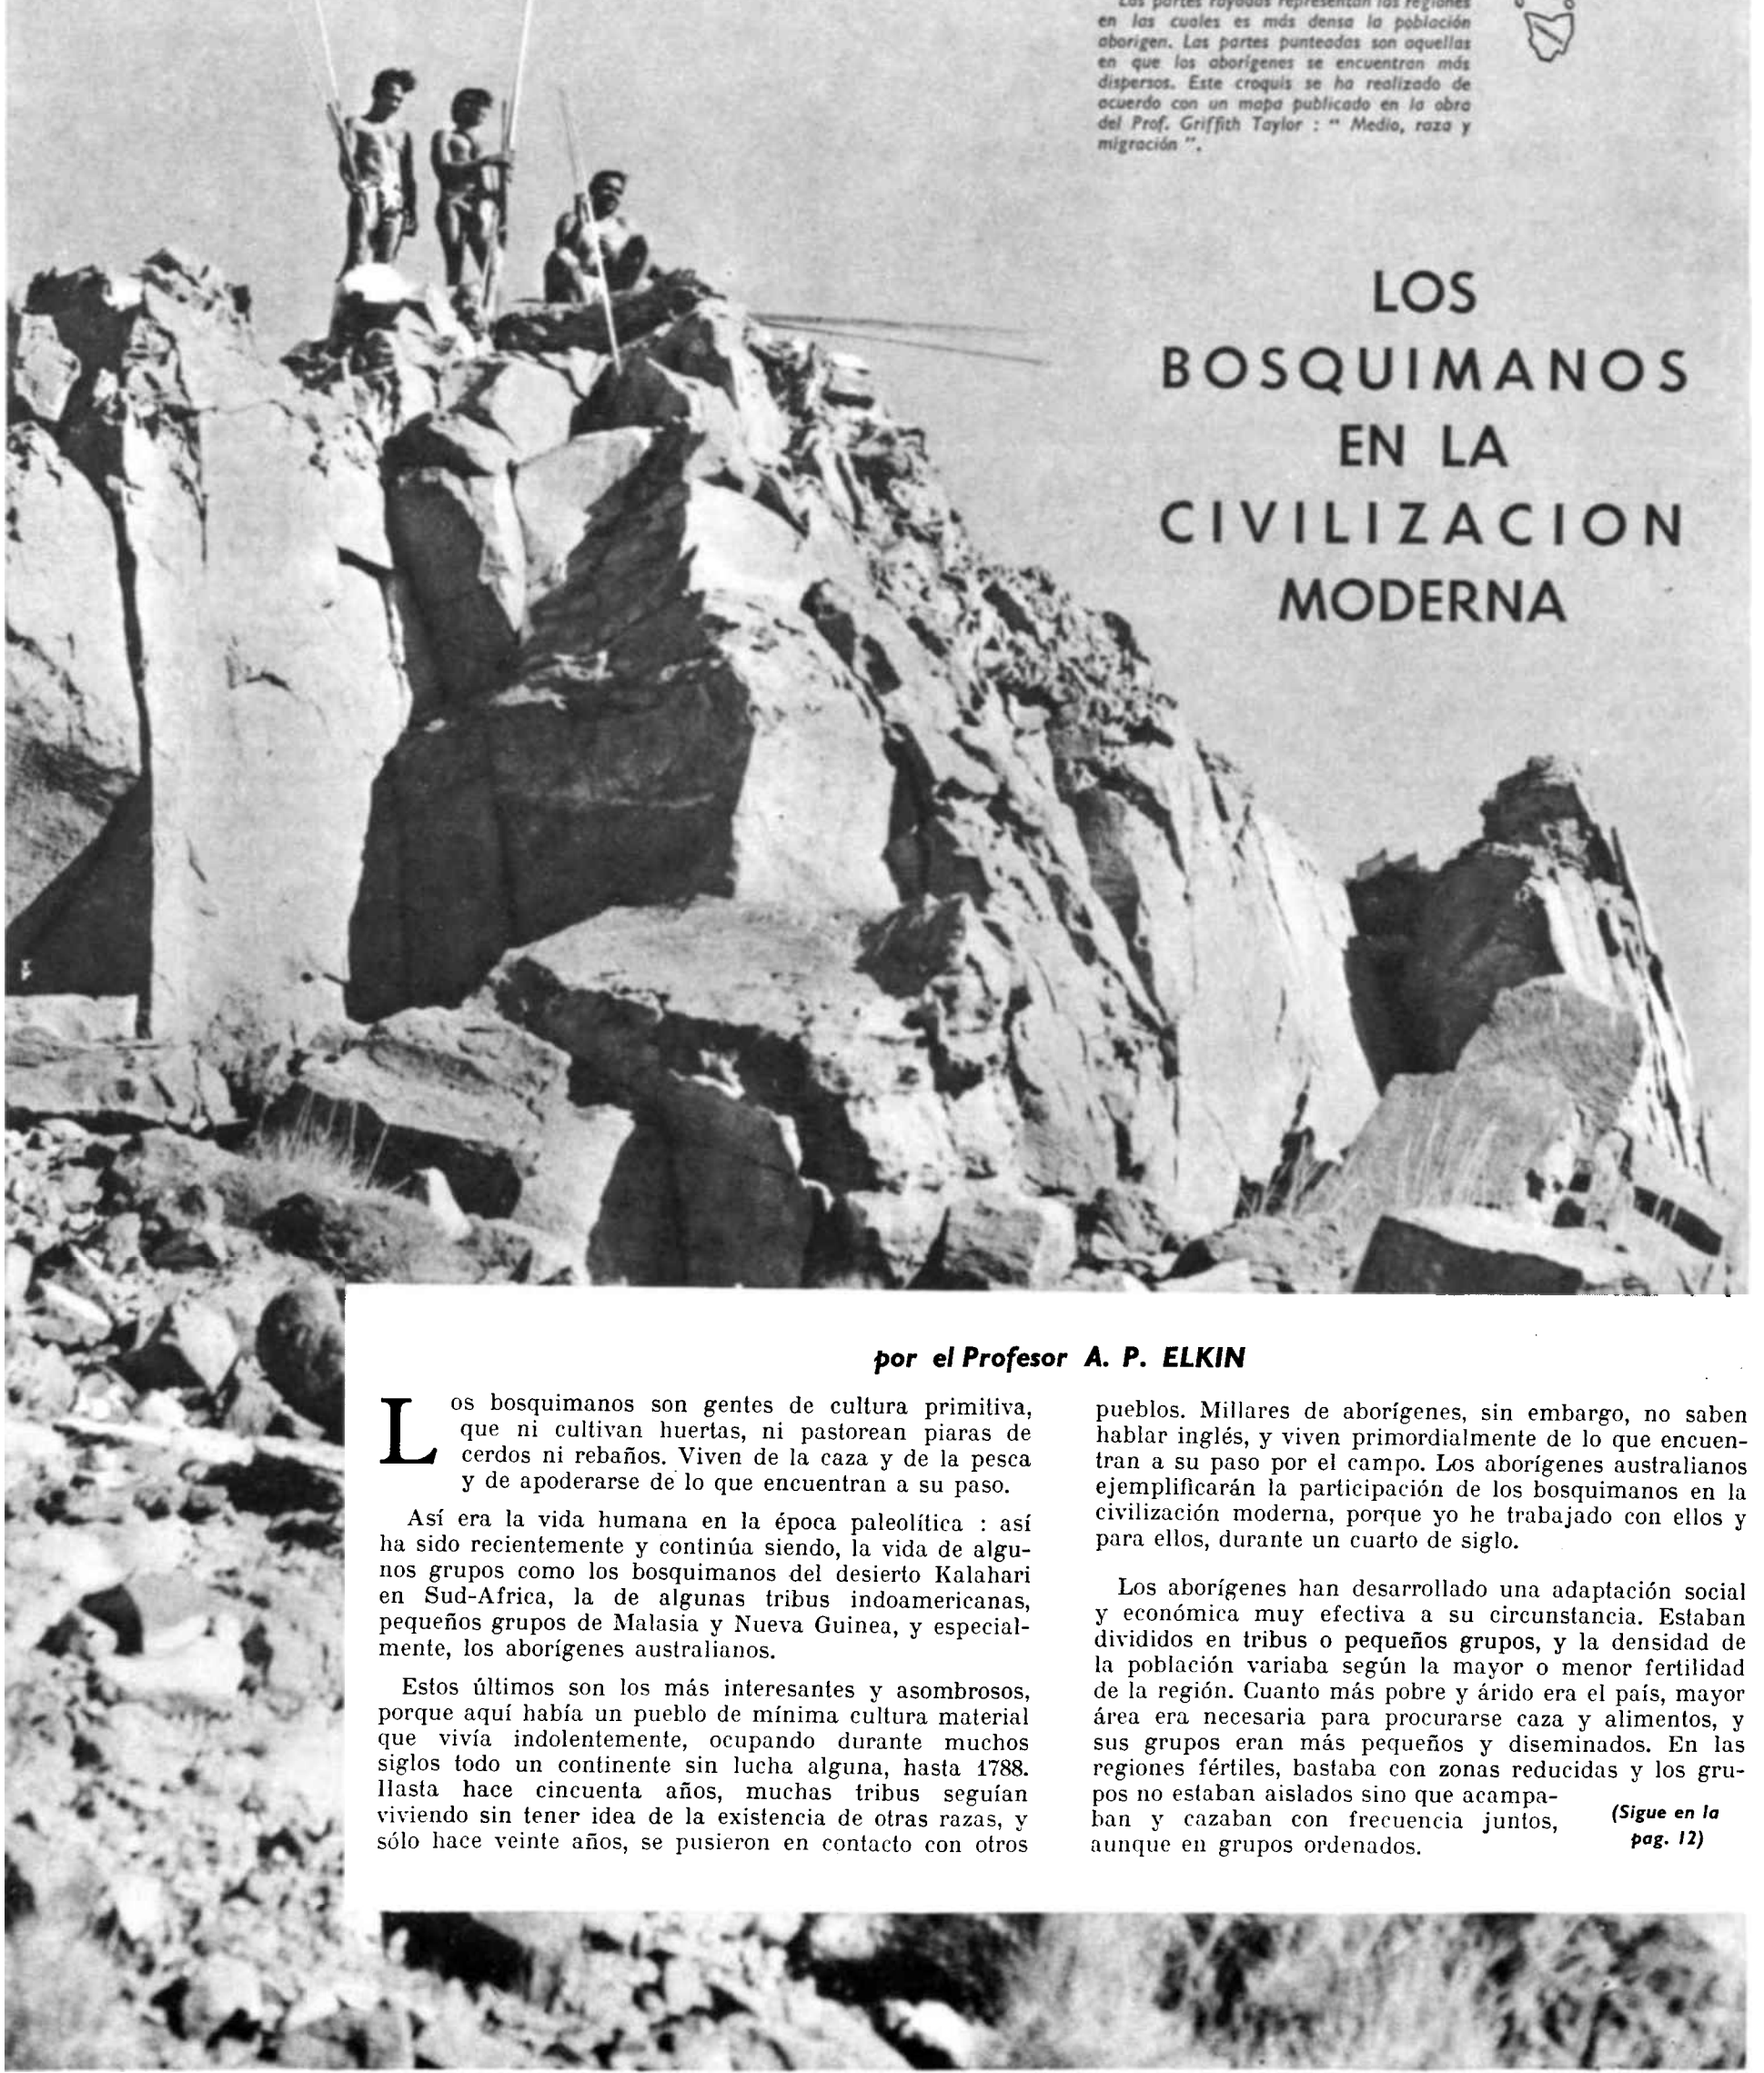 Las partes rayadas representan las regiones
en las cuales es más densa la población
aborigen. Las partes punteadas son aquellas
en que los aborígenes se encuentran más
dispersos. Este croquis se ha realizado de
acuerdo con un mapa publicado en la obra
del Prof. Griffith Taylor : " Medio, raza y
migración ".
LOS
BOSQUIMANOS
EN LA
CIVILIZACION
MODERNA
por el Profesor A. P. ELKIN
Los bosquimanos son gentes de cultura primitiva,
que ni cultivan huertas, ni pastorean piaras de
cerdos ni rebaños. Viven de la caza y de la pesca
y de apoderarse de lo que encuentran a su paso.
Así era la vida humana en la época paleolítica : así
ha sido recientemente y continúa siendo, la vida de algu-
nos grupos como los bosquimanos del desierto Kalahari
en Sud-Africa, la de algunas tribus indoamericanas,
pequeños grupos de Malasia y Nueva Guinea, y especial-
mente, los aborígenes australianos.
Estos últimos son los más interesantes y asombrosos,
porque aquí había un pueblo de mínima cultura material
que vivía indolentemente, ocupando durante muchos
siglos todo un continente sin lucha alguna, hasta 1788.
Hasta hace cincuenta años, muchas tribus seguían
viviendo sin tener idea de la existencia de otras razas, y
sólo hace veinte años, se pusieron en contacto con otros
pueblos. Millares de aborígenes, sin embargo, no saben
hablar inglés, y viven primordialmente de lo que encuen-
tran a su paso por el campo. Los aborígenes australianos
ejemplificarán la participación de los bosquimanos en la
civilización moderna, porque yo he trabajado con ellos y
para ellos, durante un cuarto de siglo.
Los aborígenes han desarrollado una adaptación social
y económica muy efectiva a su circunstancia. Estaban
divididos en tribus o pequeños grupos, y la densidad de
la población variaba según la mayor o menor fertilidad
de la región. Cuanto más pobre y árido era el país, mayor
área era necesaria para procurarse caza y alimentos, y
sus grupos eran más pequeños y diseminados. En las
regiones fértiles, bastaba con zonas reducidas y los gru-
pos no estaban aislados sino que acampa-
ban y cazaban con frecuencia juntos,
aunque en grupos ordenados.
(Sigue en la
pag. 12)